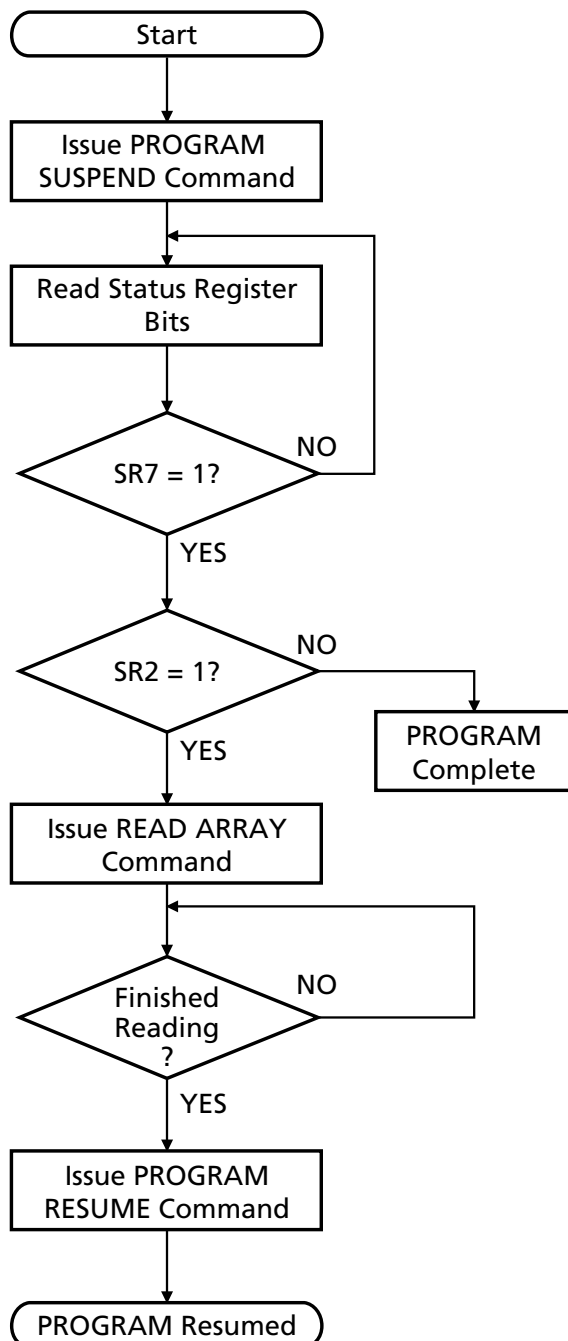 Start
Issue PROGRAM
SUSPEND Command
Read Status Register
Bits
NO
SR7 = 1?
YES
NO
SR2 = 1?
YES
PROGRAM
Complete
Issue READ ARRAY
Command
Finished
Reading
?
NO
YES
Issue PROGRAM
RESUME Command
PROGRAM Resumed